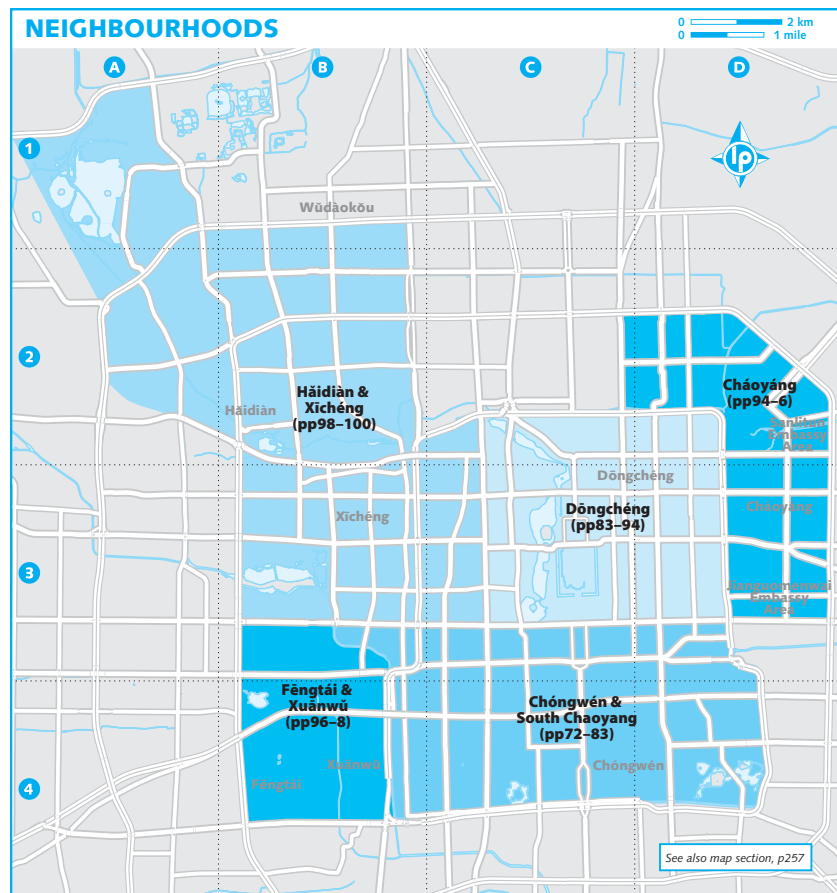 NEIGHBOURHOODS
0 2 km
0 1 mile
A
B
C
D
1
lp
Wǔdàokǒu
2
Hǎidiàn &
Xīchéng
(pp98–100)
Hǎidiàn
Cháoyáng
(pp94–6)
Sanlitun
Embassy
Area
Dōngchéng
Dōngchéng
(pp83–94)
Xīchéng
Cháoyáng
3
Jianguomenwai
Embassy
Area
Fēngtái &
Xuānwǔ
(pp96–8)
Chóngwén &
South Chaoyang
(pp72–83)
Xuānwǔ
Chóngwén
Fēngtái
4
See also map section, p257